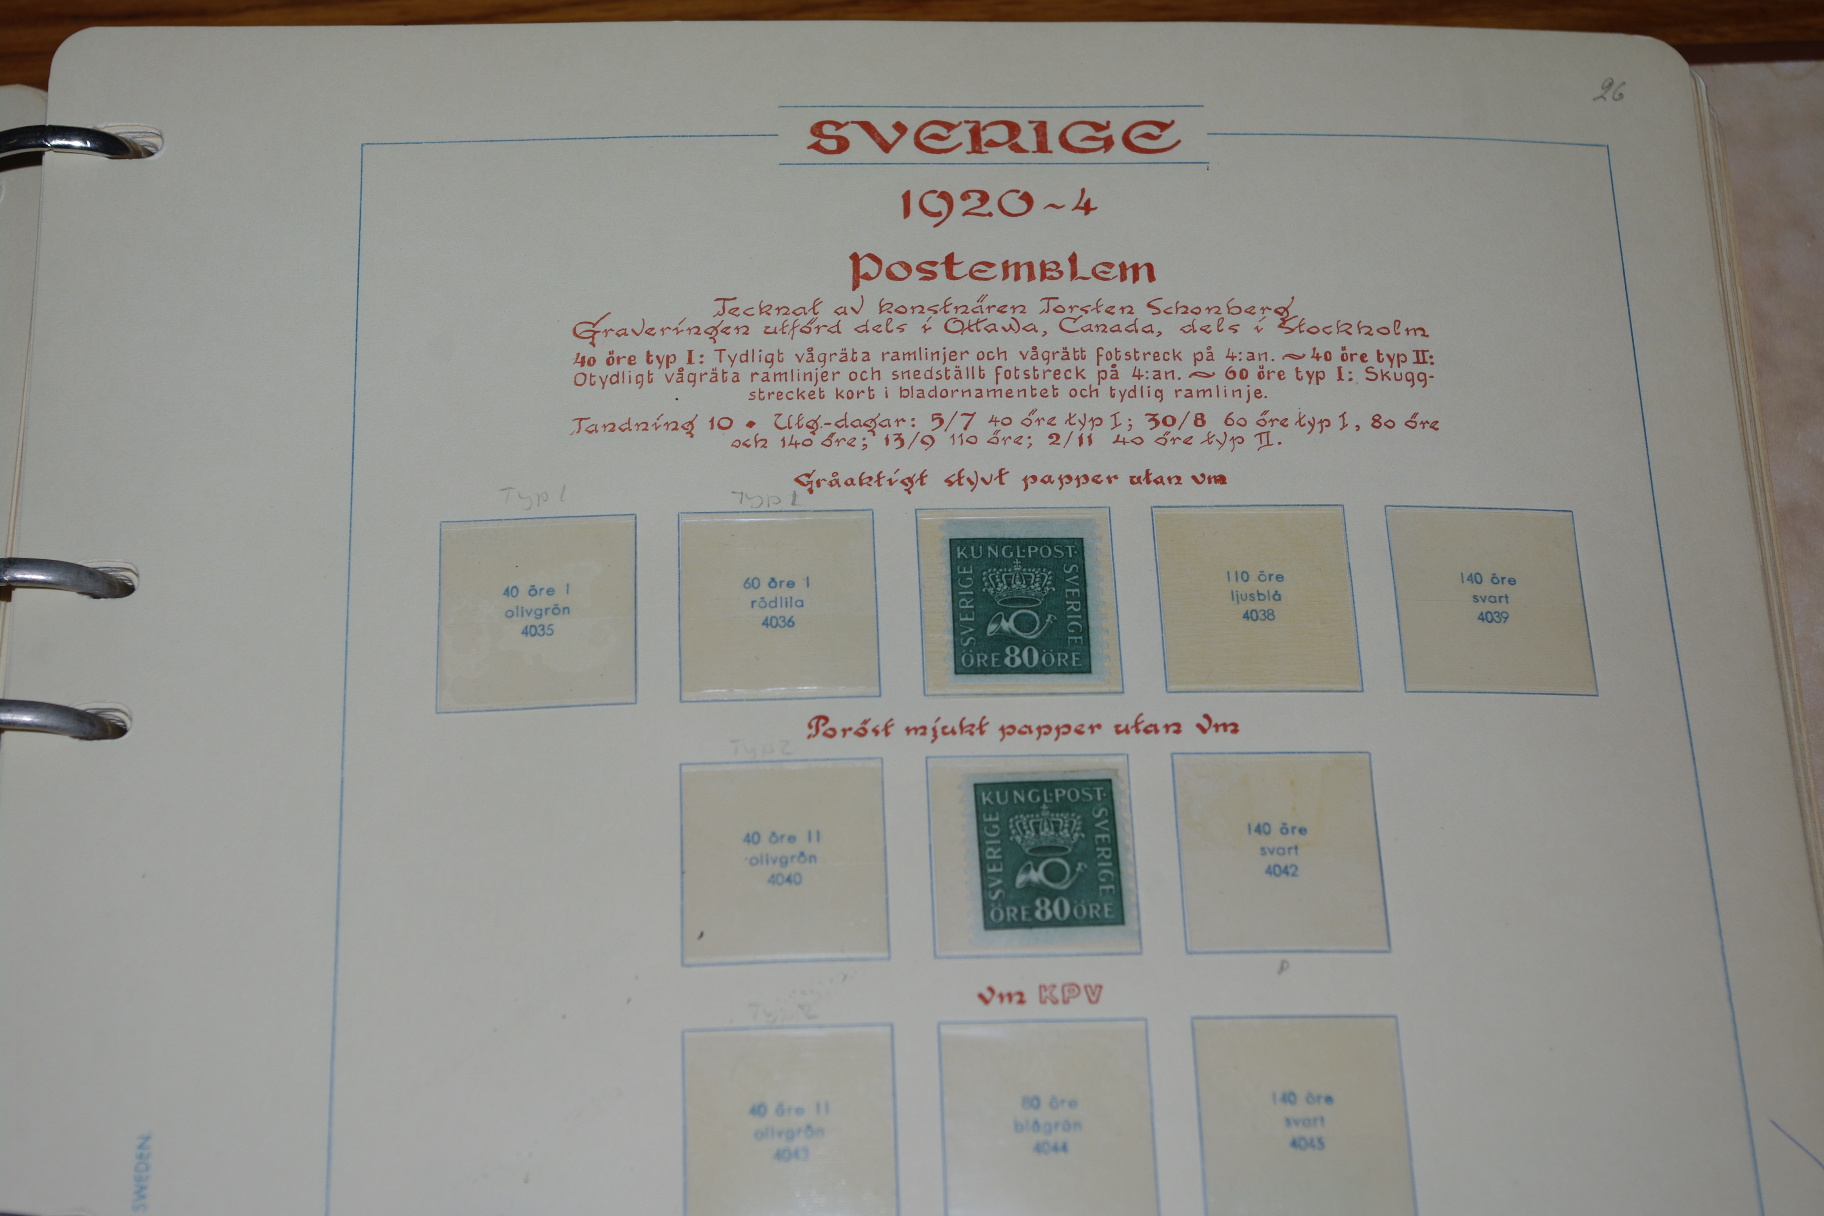 26
SVERIGE
1920~4
Postemblem
Tecknat av konstnären Torsten Schonberg
Graveringen utförd dels i Ottawa, Canada, dels i Stockholm
40 öre typ I: Tydligt vågräta ramlinjer och vågrätt fotstreck på 4:an. ~ 40 öre typ II:
Otydligt vågräta ramlinjer och snedställt fotstreck på 4:an. ~ 60 öre typ I: Skugg-
strecket kort i bladornamentet och tydlig ramlinje.
Tandning 10 • Utg.-dagar: 5/7 40 öre typ I; 30/8 60 öre typ I, 80 öre
och 140 öre; 13/9 110 öre; 2/11 40 öre typ II.
Gråaktigt styvt papper utan vm
Typ 1
Typ 1
40 öre I
olivgrön
4035
60 öre I
rödlila
4036
KUNGL·POST·
SVERIGE
SVERIGE
ÖRE 80 ÖRE
110 öre
ljusblå
4038
140 öre
svart
4039
Poröst mjukt papper utan vm
Typ 2
40 öre II
olivgrön
4040
KUNGL·POST·
SVERIGE
SVERIGE
ÖRE 80 ÖRE
140 öre
svart
4042
Vm KPV
Typ 2
40 öre II
olivgrön
4043
80 öre
blågrön
4044
140 öre
svart
4045
SWEDEN.